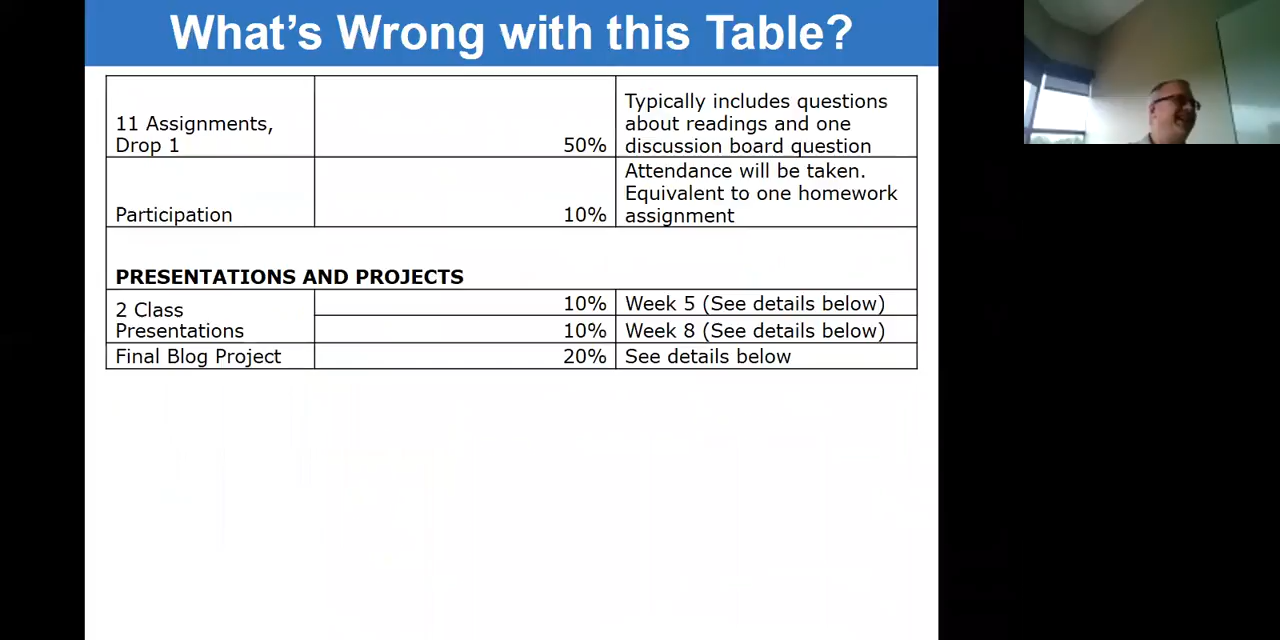 What's Wrong with this Table?
11 Assignments,
Drop 1
50%
Typically includes questions
about readings and one
discussion board question
Participation
10%
Attendance will be taken.
Equivalent to one homework
assignment
PRESENTATIONS AND PROJECTS
2 Class
Presentations
10%
Week 5 (See details below)
10%
Week 8 (See details below)
Final Blog Project
20%
See details below